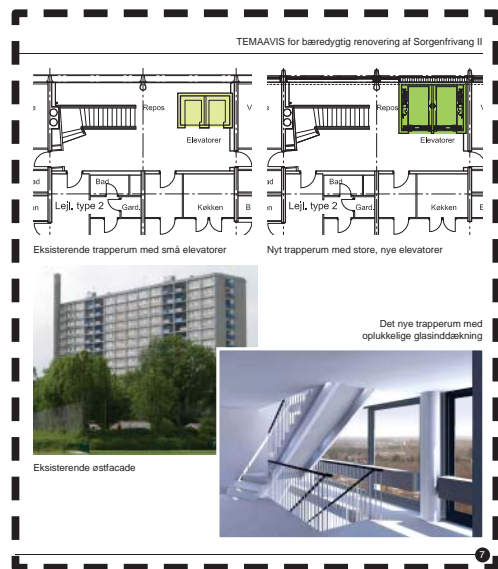 TEMAAVIS for bæredygtig renovering af Sorgenfrivang II
Repos
V
Elevatorer
Bad
Lejl. type 2
Gard.
Køkken
B
Eksisterende trapperum med små elevatorer
Repos
V
Elevatorer
ad
Bad
Lejl. type 2
Gard.
Køkken
Nyt trapperum med store, nye elevatorer
Det nye trapperum med
oplukkelige glasinddækning
Eksisterende østfacade
7